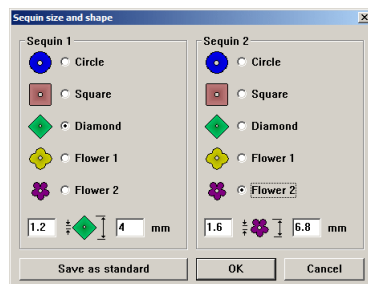 Sequin size and shape
Sequin 1
Circle
Square
Diamond
Flower 1
Flower 2
1.2 4 mm
Sequin 2
Circle
Square
Diamond
Flower 1
Flower 2
1.6 6.8 mm
Save as standard OK Cancel